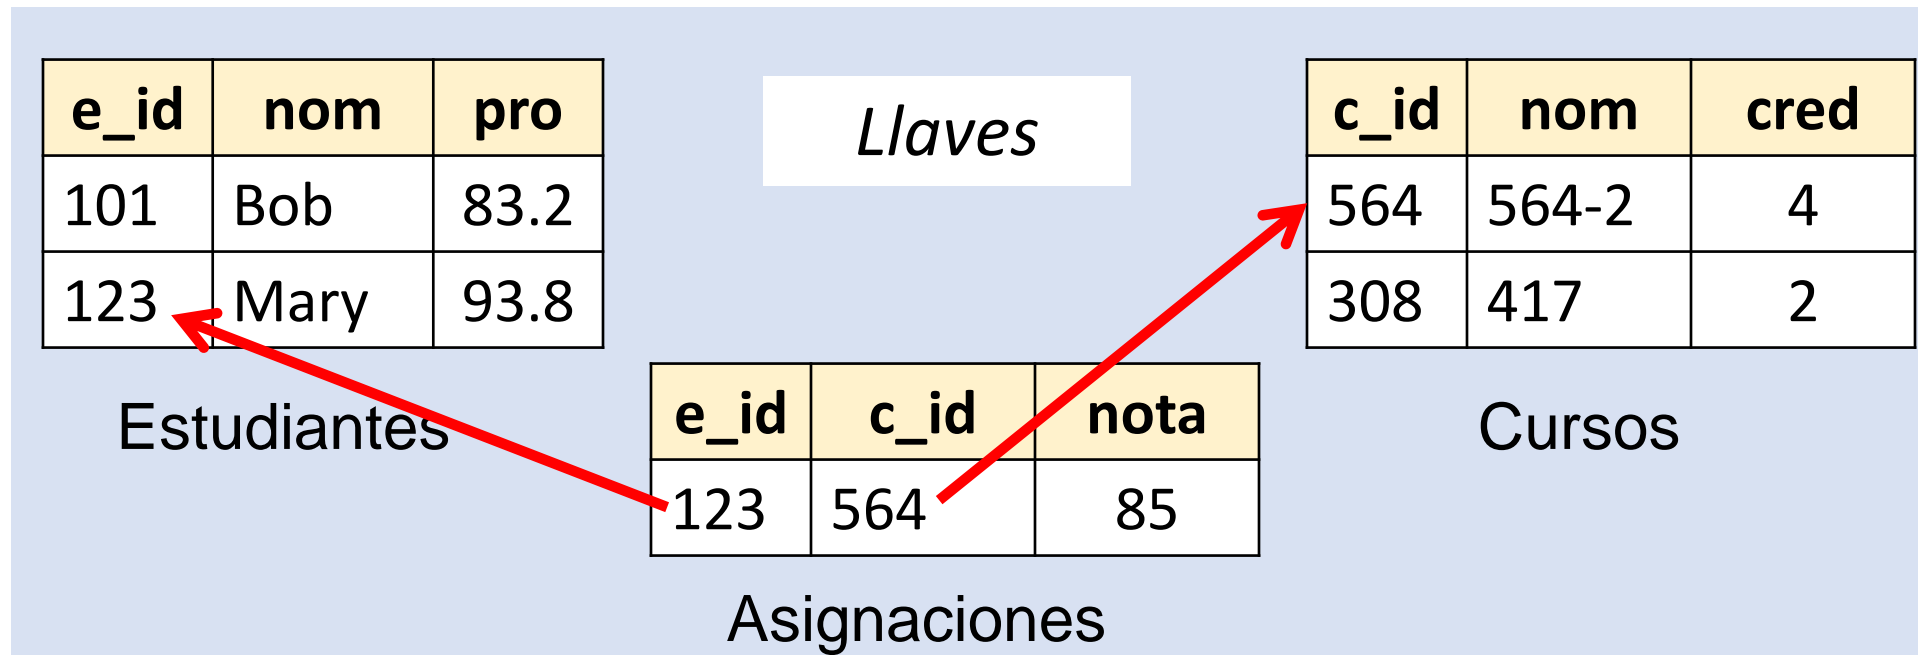 e_id nom pro
101 Bob 83.2
123 Mary 93.8
Estudiantes
Llaves
c_id nom cred
564 564-2 4
308 417 2
Cursos
e_id c_id nota
123 564 85
Asignaciones